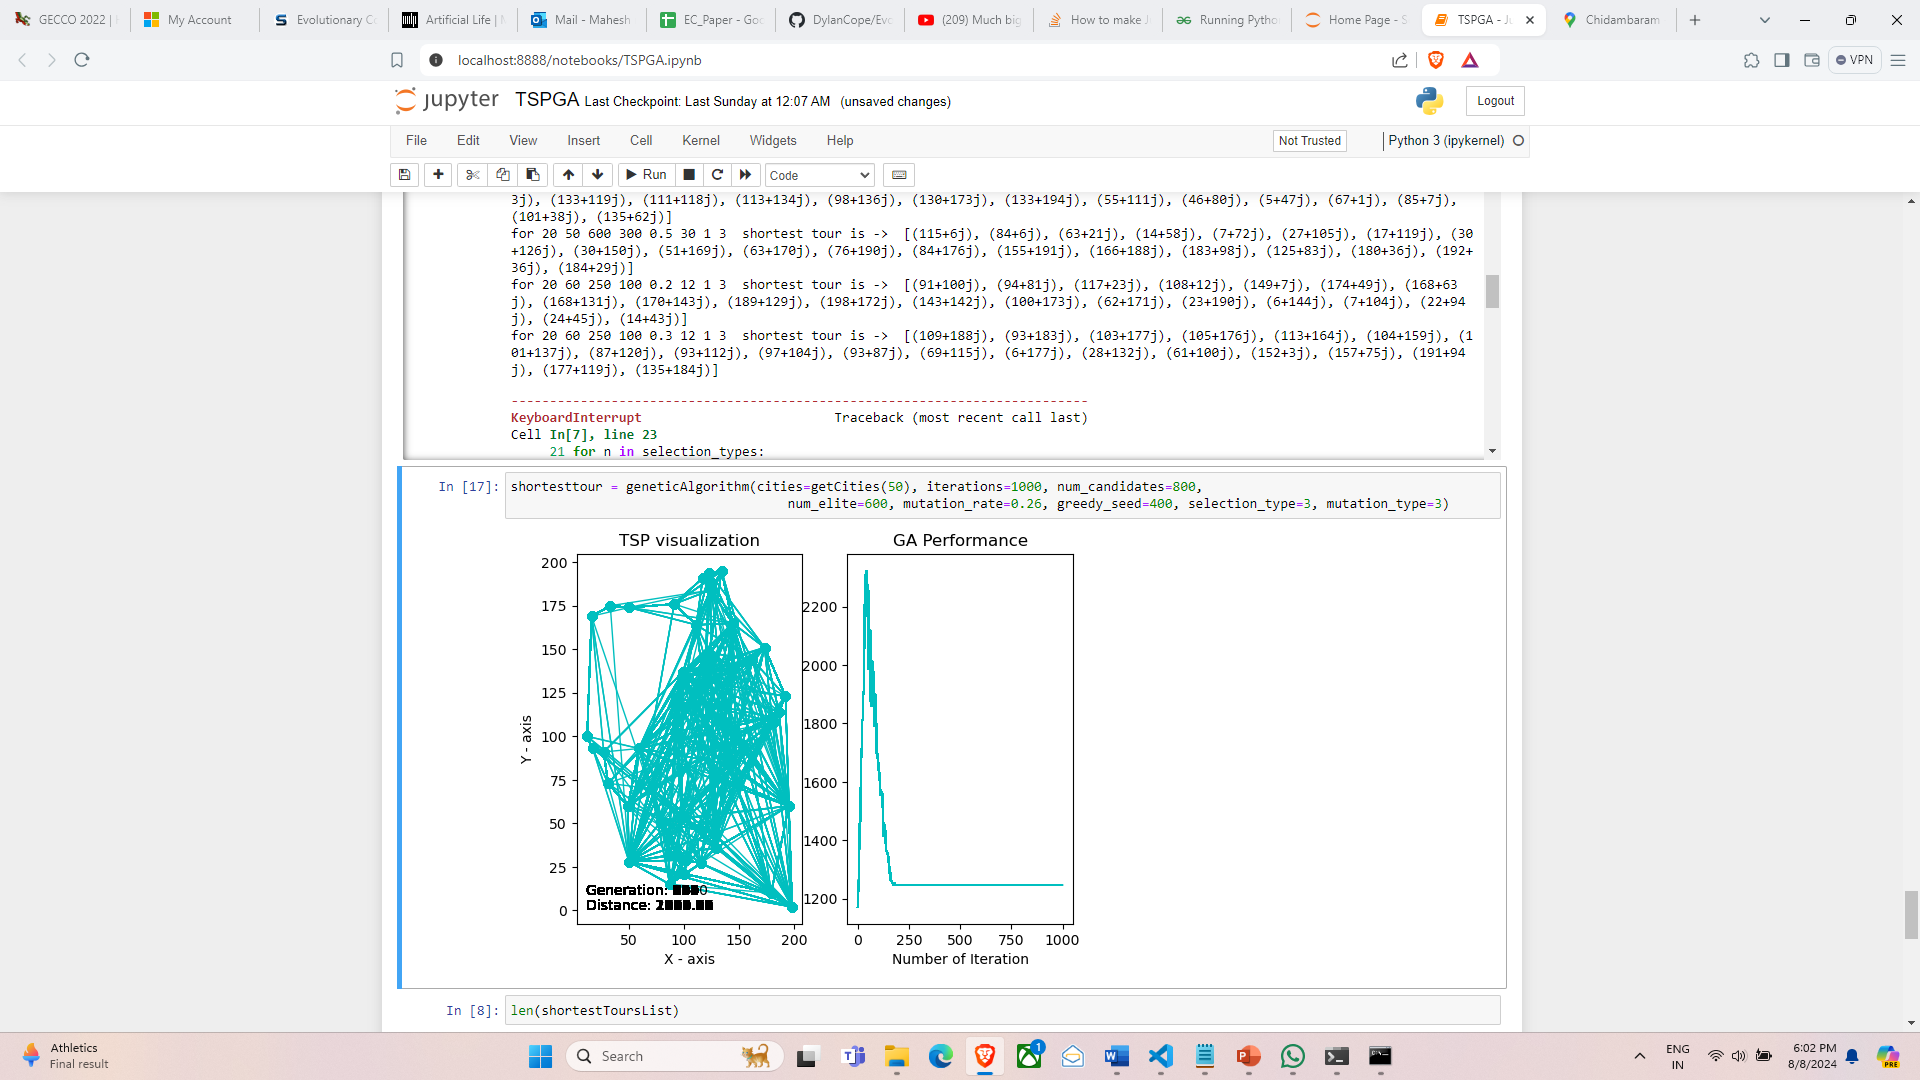 GECCO 2022 |
My Account
Evolutionary Co
Artificial Life | M
Mail - Mahesh
EC_Paper - Goo
DylanCope/Evo
(209) Much big
How to make J
Running Pytho
Home Page - S
TSPGA - Ju
Chidambaram
localhost:8888/notebooks/TSPGA.ipynb
VPN
jupyter TSPGA Last Checkpoint: Last Sunday at 12:07 AM (unsaved changes)
Logout
File Edit View Insert Cell Kernel Widgets Help
Not Trusted
Python 3 (ipykernel)
Run
Code
3j), (133+119j), (111+118j), (113+134j), (98+136j), (130+173j), (133+194j), (55+111j), (46+80j), (5+47j), (67+1j), (85+7j),
(101+38j), (135+62j)]
for 20 50 600 300 0.5 30 1 3  shortest tour is ->  [(115+6j), (84+6j), (63+21j), (14+58j), (7+72j), (27+105j), (17+119j), (30
+126j), (30+150j), (51+169j), (63+170j), (76+190j), (84+176j), (155+191j), (166+188j), (183+98j), (125+83j), (180+36j), (192+
36j), (184+29j)]
for 20 60 250 100 0.2 12 1 3  shortest tour is ->  [(91+100j), (94+81j), (117+23j), (108+12j), (149+7j), (174+49j), (168+63
j), (168+131j), (170+143j), (189+129j), (198+172j), (143+142j), (100+173j), (62+171j), (23+190j), (6+144j), (7+104j), (22+94
j), (24+45j), (14+43j)]
for 20 60 250 100 0.3 12 1 3  shortest tour is ->  [(109+188j), (93+183j), (103+177j), (105+176j), (113+164j), (104+159j), (1
01+137j), (87+120j), (93+112j), (97+104j), (93+87j), (69+115j), (6+177j), (28+132j), (61+100j), (152+3j), (157+75j), (191+94
j), (177+119j), (135+184j)]
---------------------------------------------------------------------------
KeyboardInterrupt                         Traceback (most recent call last)
Cell In[7], line 23
     21 for n in selection_types:
In [17]: shortesttour = geneticAlgorithm(cities=getCities(50), iterations=1000, num_candidates=800,
num_elite=600, mutation_rate=0.26, greedy_seed=400, selection_type=3, mutation_type=3)
TSP visualization
GA Performance
200
175
150
125
100
75
50
25
0
Y - axis
Generation:
Distance:
50 100 150 200
X - axis
2200
2000
1800
1600
1400
1200
0 250 500 750 1000
Number of Iteration
In [8]: len(shortestToursList)
Athletics
Final result
Search
1
ENG
IN
6:02 PM
8/8/2024
PRE